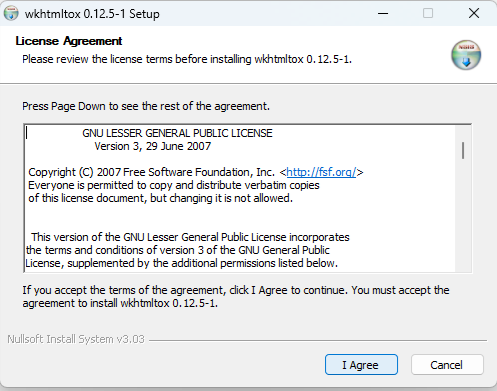 wkhtmltox 0.12.5-1 Setup
License Agreement
Please review the license terms before installing wkhtmltox 0.12.5-1.
Press Page Down to see the rest of the agreement.
GNU LESSER GENERAL PUBLIC LICENSE
Version 3, 29 June 2007
Copyright (C) 2007 Free Software Foundation, Inc. <http://fsf.org/>
Everyone is permitted to copy and distribute verbatim copies
of this license document, but changing it is not allowed.
This version of the GNU Lesser General Public License incorporates
the terms and conditions of version 3 of the GNU General Public
License, supplemented by the additional permissions listed below.
If you accept the terms of the agreement, click I Agree to continue. You must accept the
agreement to install wkhtmltox 0.12.5-1.
Nullsoft Install System v3.03
I Agree
Cancel